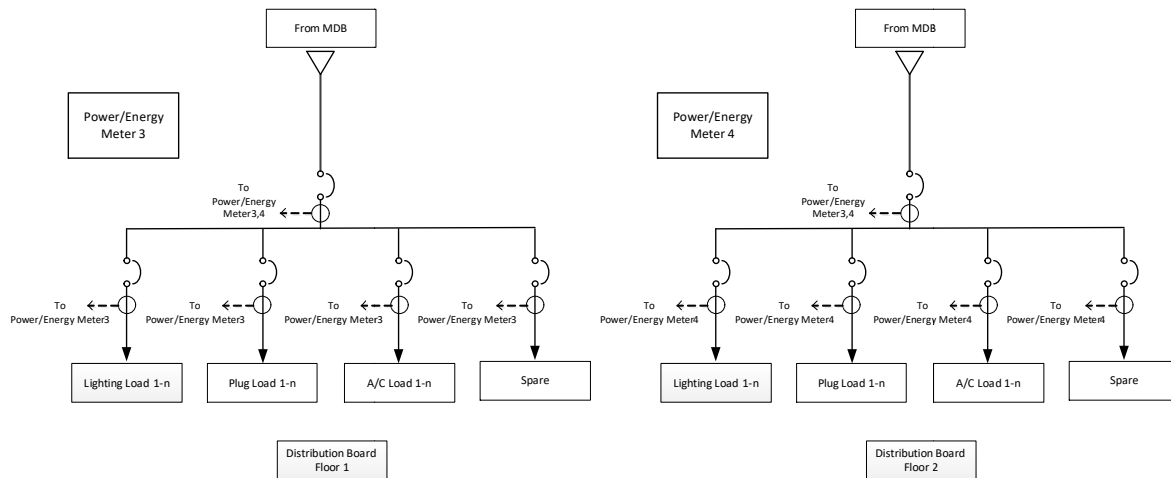 From MDB
Power/Energy
Meter 3
To
Power/Energy
Meter3,4
To
Power/Energy Meter3
To
Power/Energy Meter3
To
Power/Energy Meter3
To
Power/Energy Meter3
Lighting Load 1-n
Plug Load 1-n
A/C Load 1-n
Spare
Distribution Board
Floor 1
From MDB
Power/Energy
Meter 4
To
Power/Energy
Meter3,4
To
Power/Energy Meter4
To
Power/Energy Meter4
To
Power/Energy Meter4
To
Power/Energy Meter4
Lighting Load 1-n
Plug Load 1-n
A/C Load 1-n
Spare
Distribution Board
Floor 2